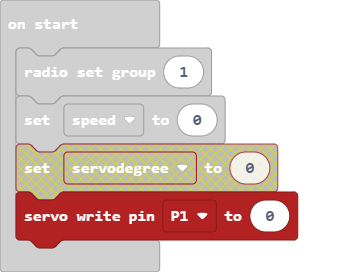 on start
radio set group 1
set speed to 0
set servodegree to 0
servo write pin P1 to 0